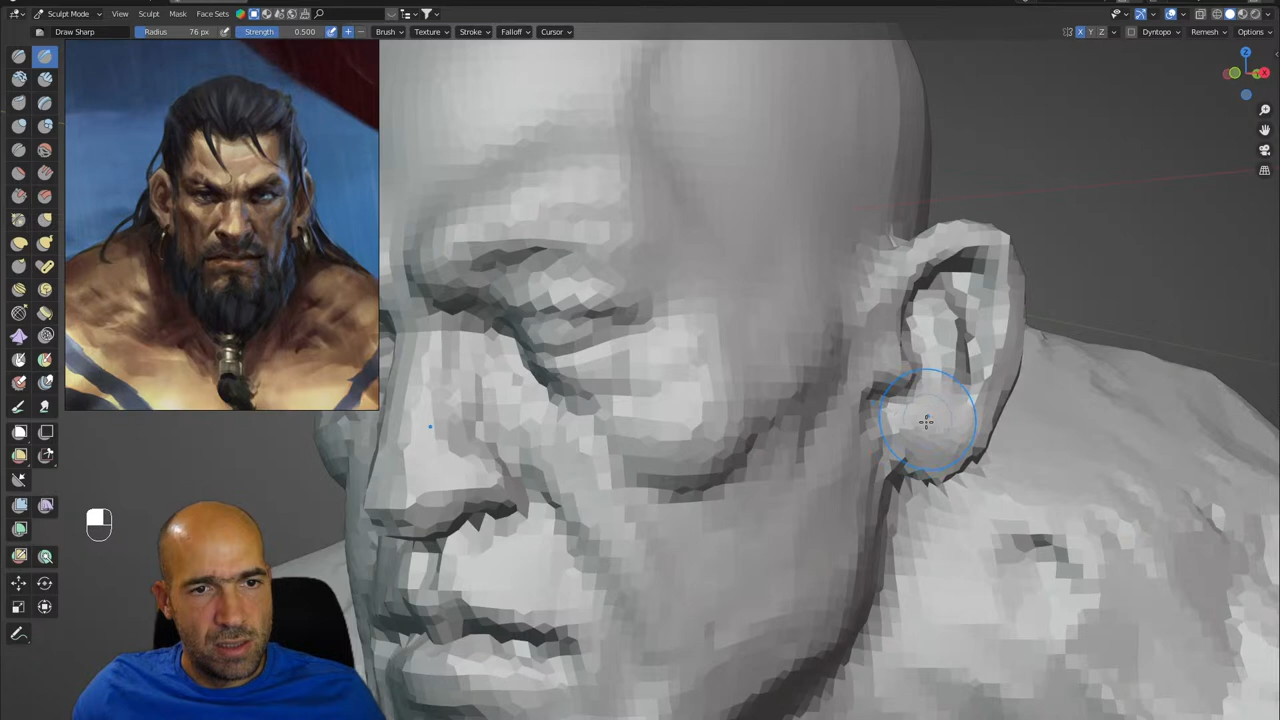 Sculpt Mode View Sculpt Mask Face Sets
Draw Sharp Radius 76 px Strength 0.500 Brush Texture Stroke Falloff Cursor X Y Z Dyntopo Remesh Options
Z
X